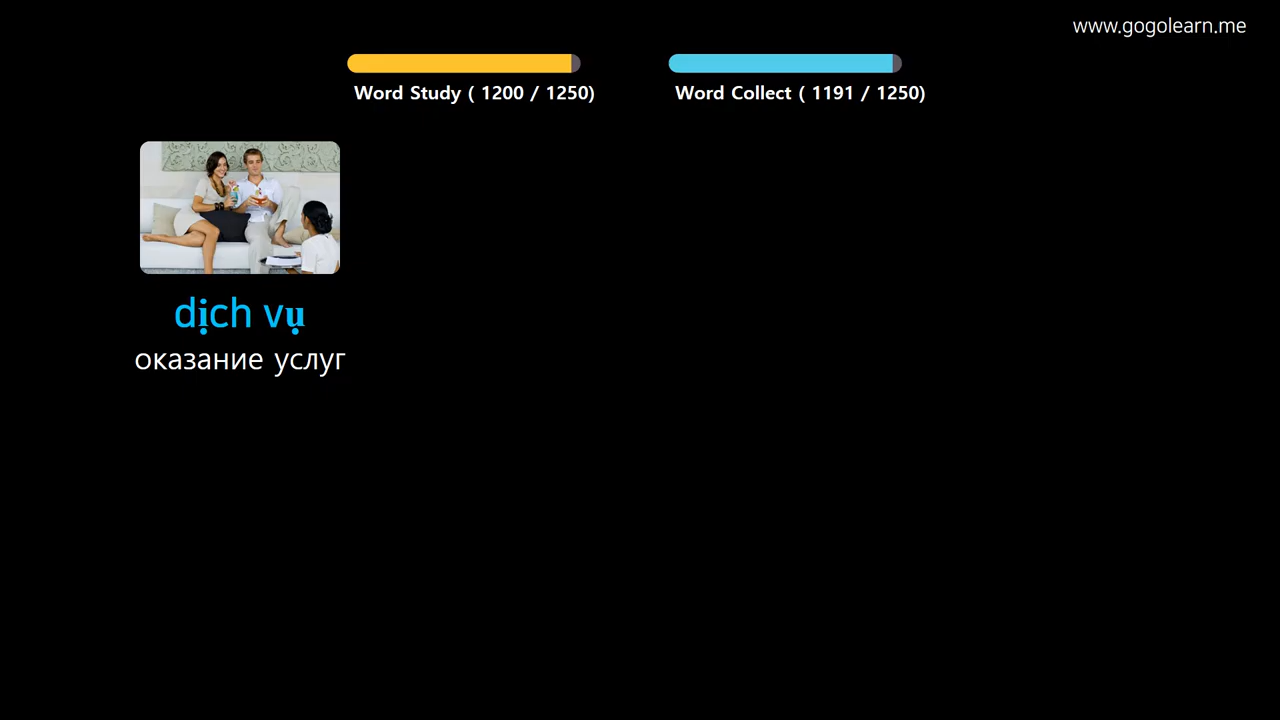 www.gogolearn.me
Word Study ( 1200 / 1250)
Word Collect ( 1191 / 1250)
dịch vụ
оказание услуг